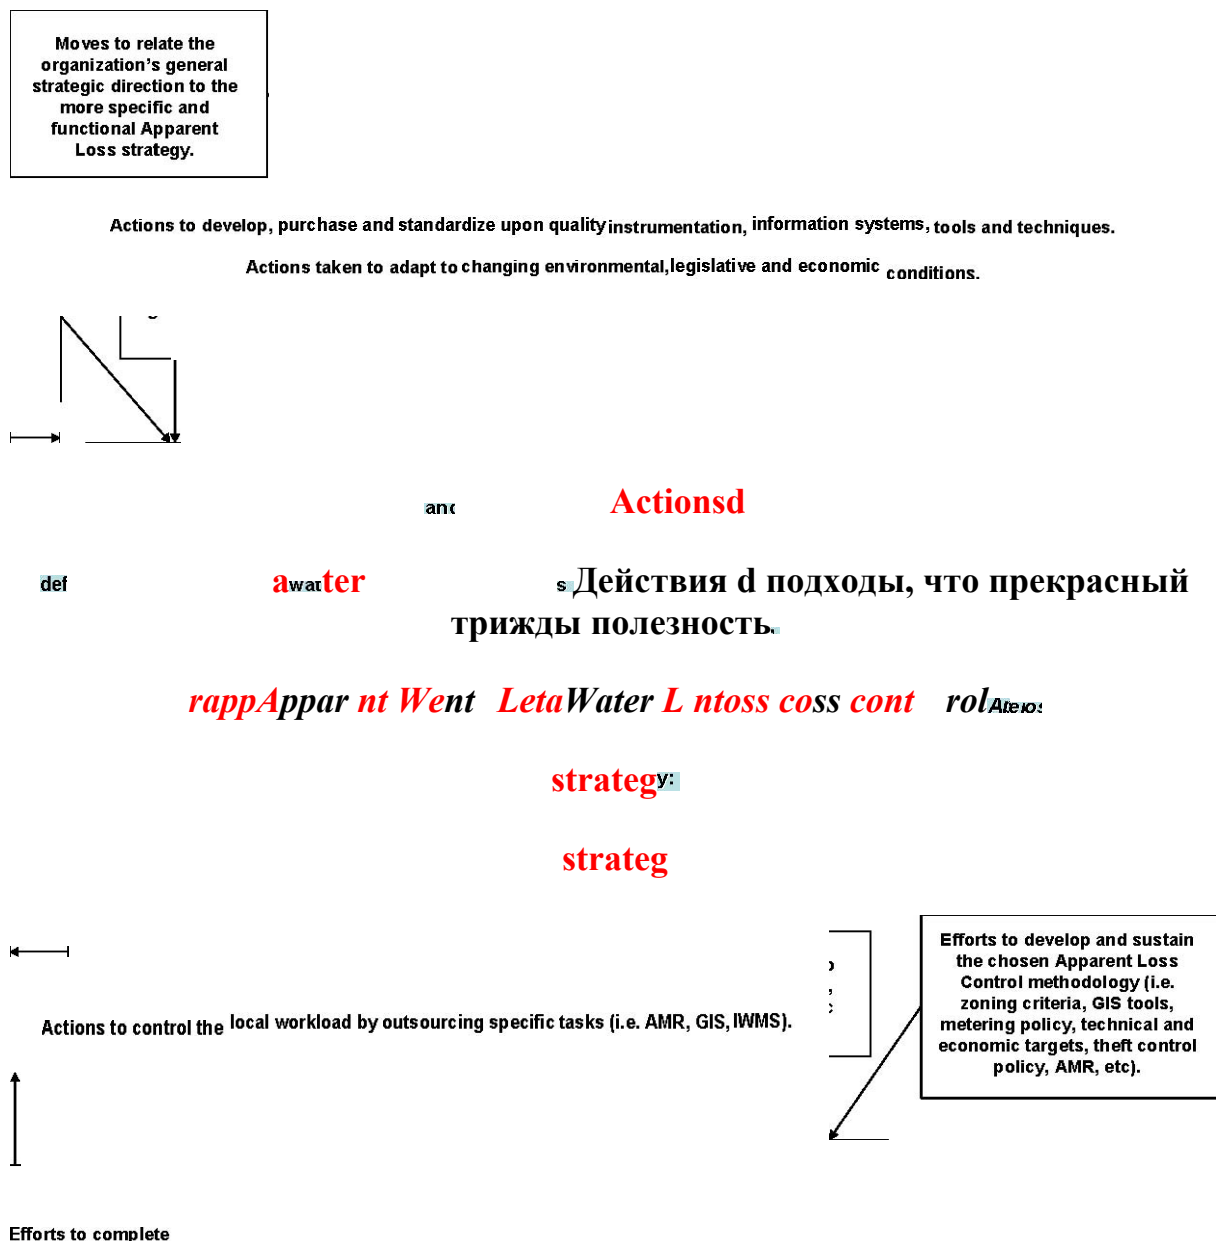 Moves to relate the
organization's general
strategic direction to the
more specific and
functional Apparent
Loss strategy.
Actions to develop, purchase and standardize upon quality instrumentation, information systems, tools and techniques.
Actions taken to adapt to changing environmental, legislative and economic conditions.
Actionsd
def awatter s Действия d подходы, что прекрасный
трижды полезность.
rappAppar nt Went LetaWater L ntoss coss cont rol
strategy:
strateg
Efforts to develop and sustain
the chosen Apparent Loss
Control methodology (i.e.
zoning criteria, GIS tools,
metering policy, technical and
economic targets, theft control
policy, AMR, etc).
Actions to control the local workload by outsourcing specific tasks (i.e. AMR, GIS, IWMS).
Efforts to complete